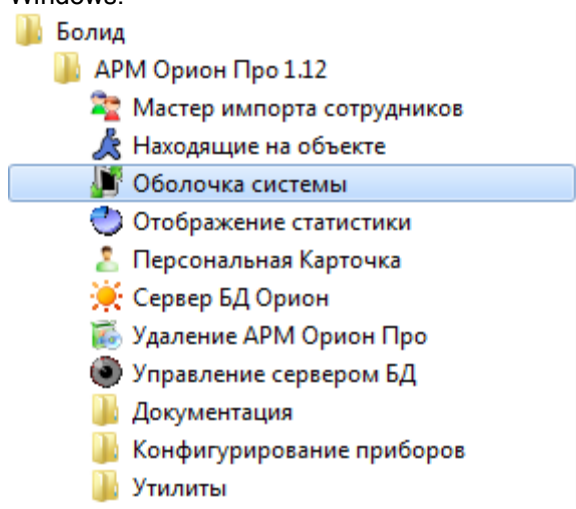 Windows.
Болид
АРМ Орион Про 1.12
Мастер импорта сотрудников
Находящие на объекте
Оболочка системы
Отображение статистики
Персональная Карточка
Сервер БД Орион
Удаление АРМ Орион Про
Управление сервером БД
Документация
Конфигурирование приборов
Утилиты